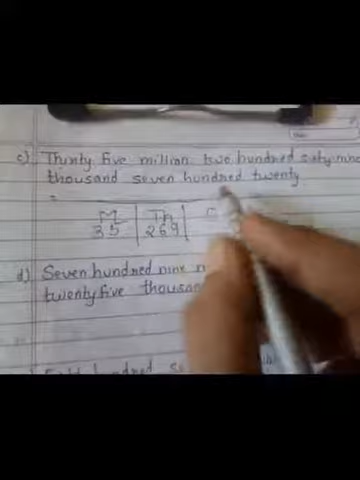 c) Thirty five million two hundred sixty nine
thousand seven hundred twenty
=
M | Th |
35 | 269 |
d) Seven hundred nine
twenty five thousand